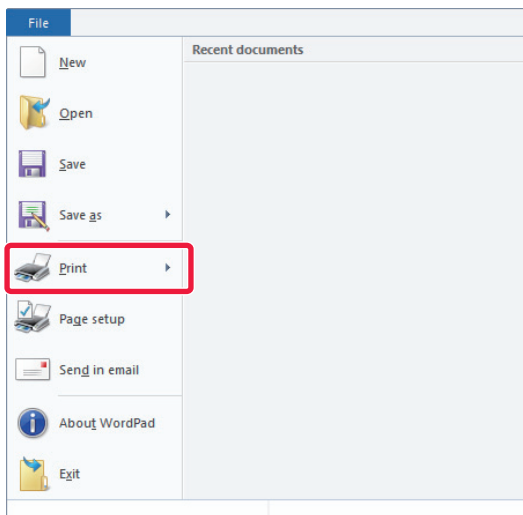 File
Recent documents
New
Open
Save
Save as
Print
Page setup
Send in email
About WordPad
Exit